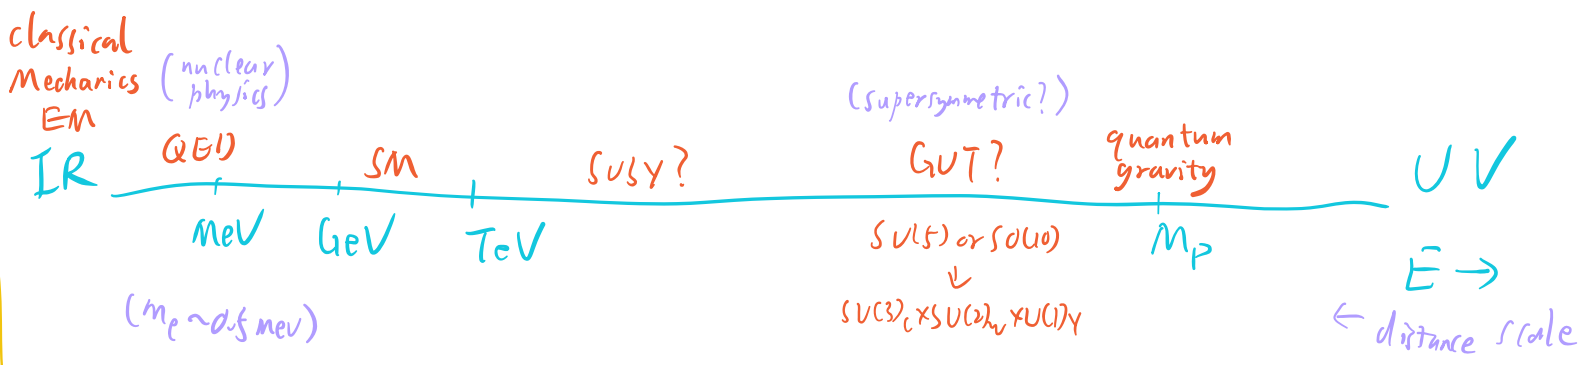 classical
Mechanics
EM
(nuclear
physics)
(supersymmetric?)
IR
QED
SM
SUSY?
GUT?
quantum
gravity
UV
MeV
GeV
TeV
SU(5) or SO(10)
Mp
↓
E →
(me ~ 0.5 MeV)
SU(3)c×SU(2)w×U(1)Y
← distance scale